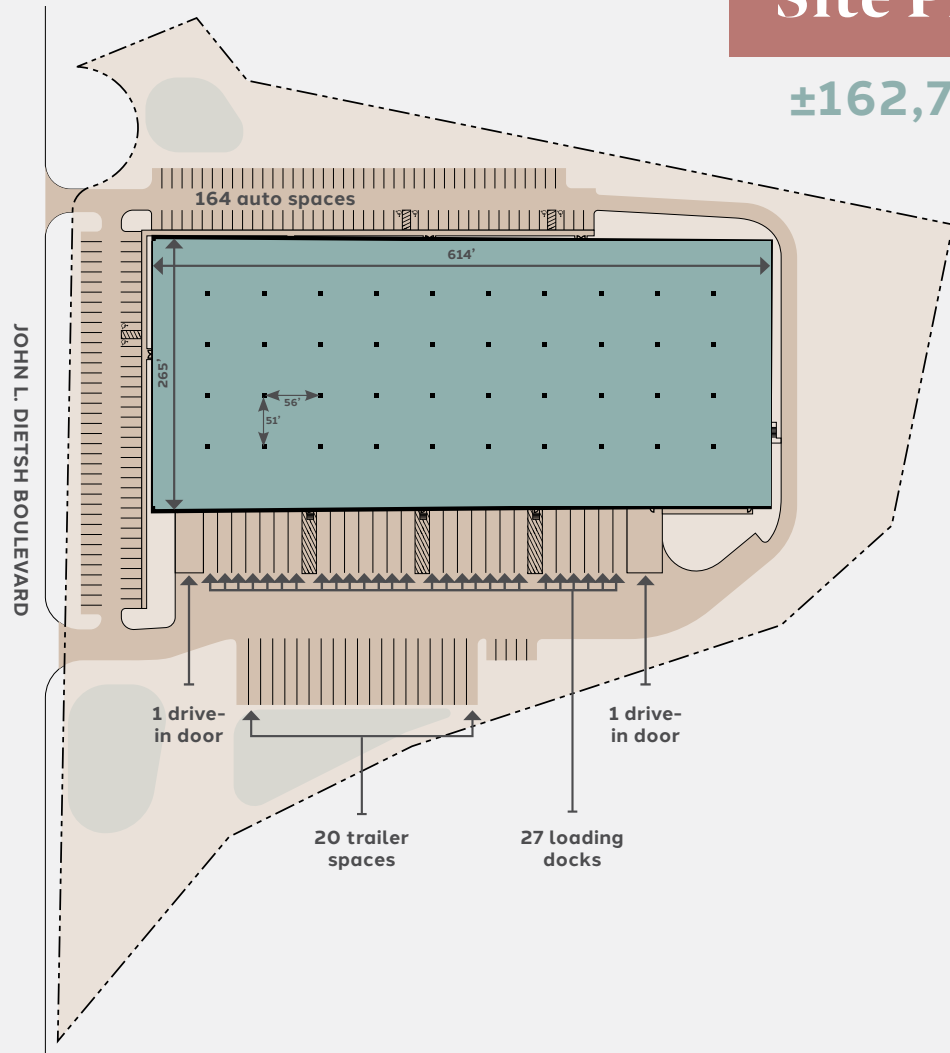 Site P
±162,7
164 auto spaces
614’
265’
56’
51’
JOHN L. DIETSH BOULEVARD
1 drive-
in door
1 drive-
in door
20 trailer
spaces
27 loading
docks